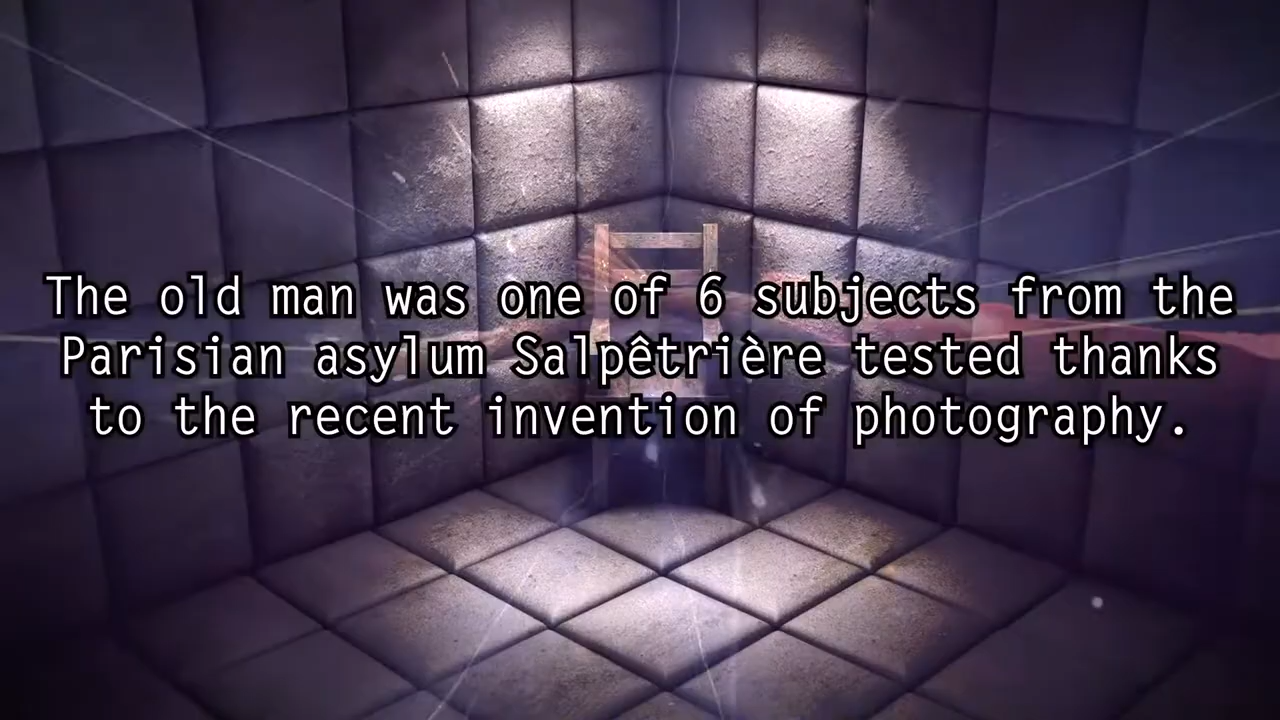 The old man was one of 6 subjects from the
Parisian asylum Salpêtrière tested thanks
to the recent invention of photography.